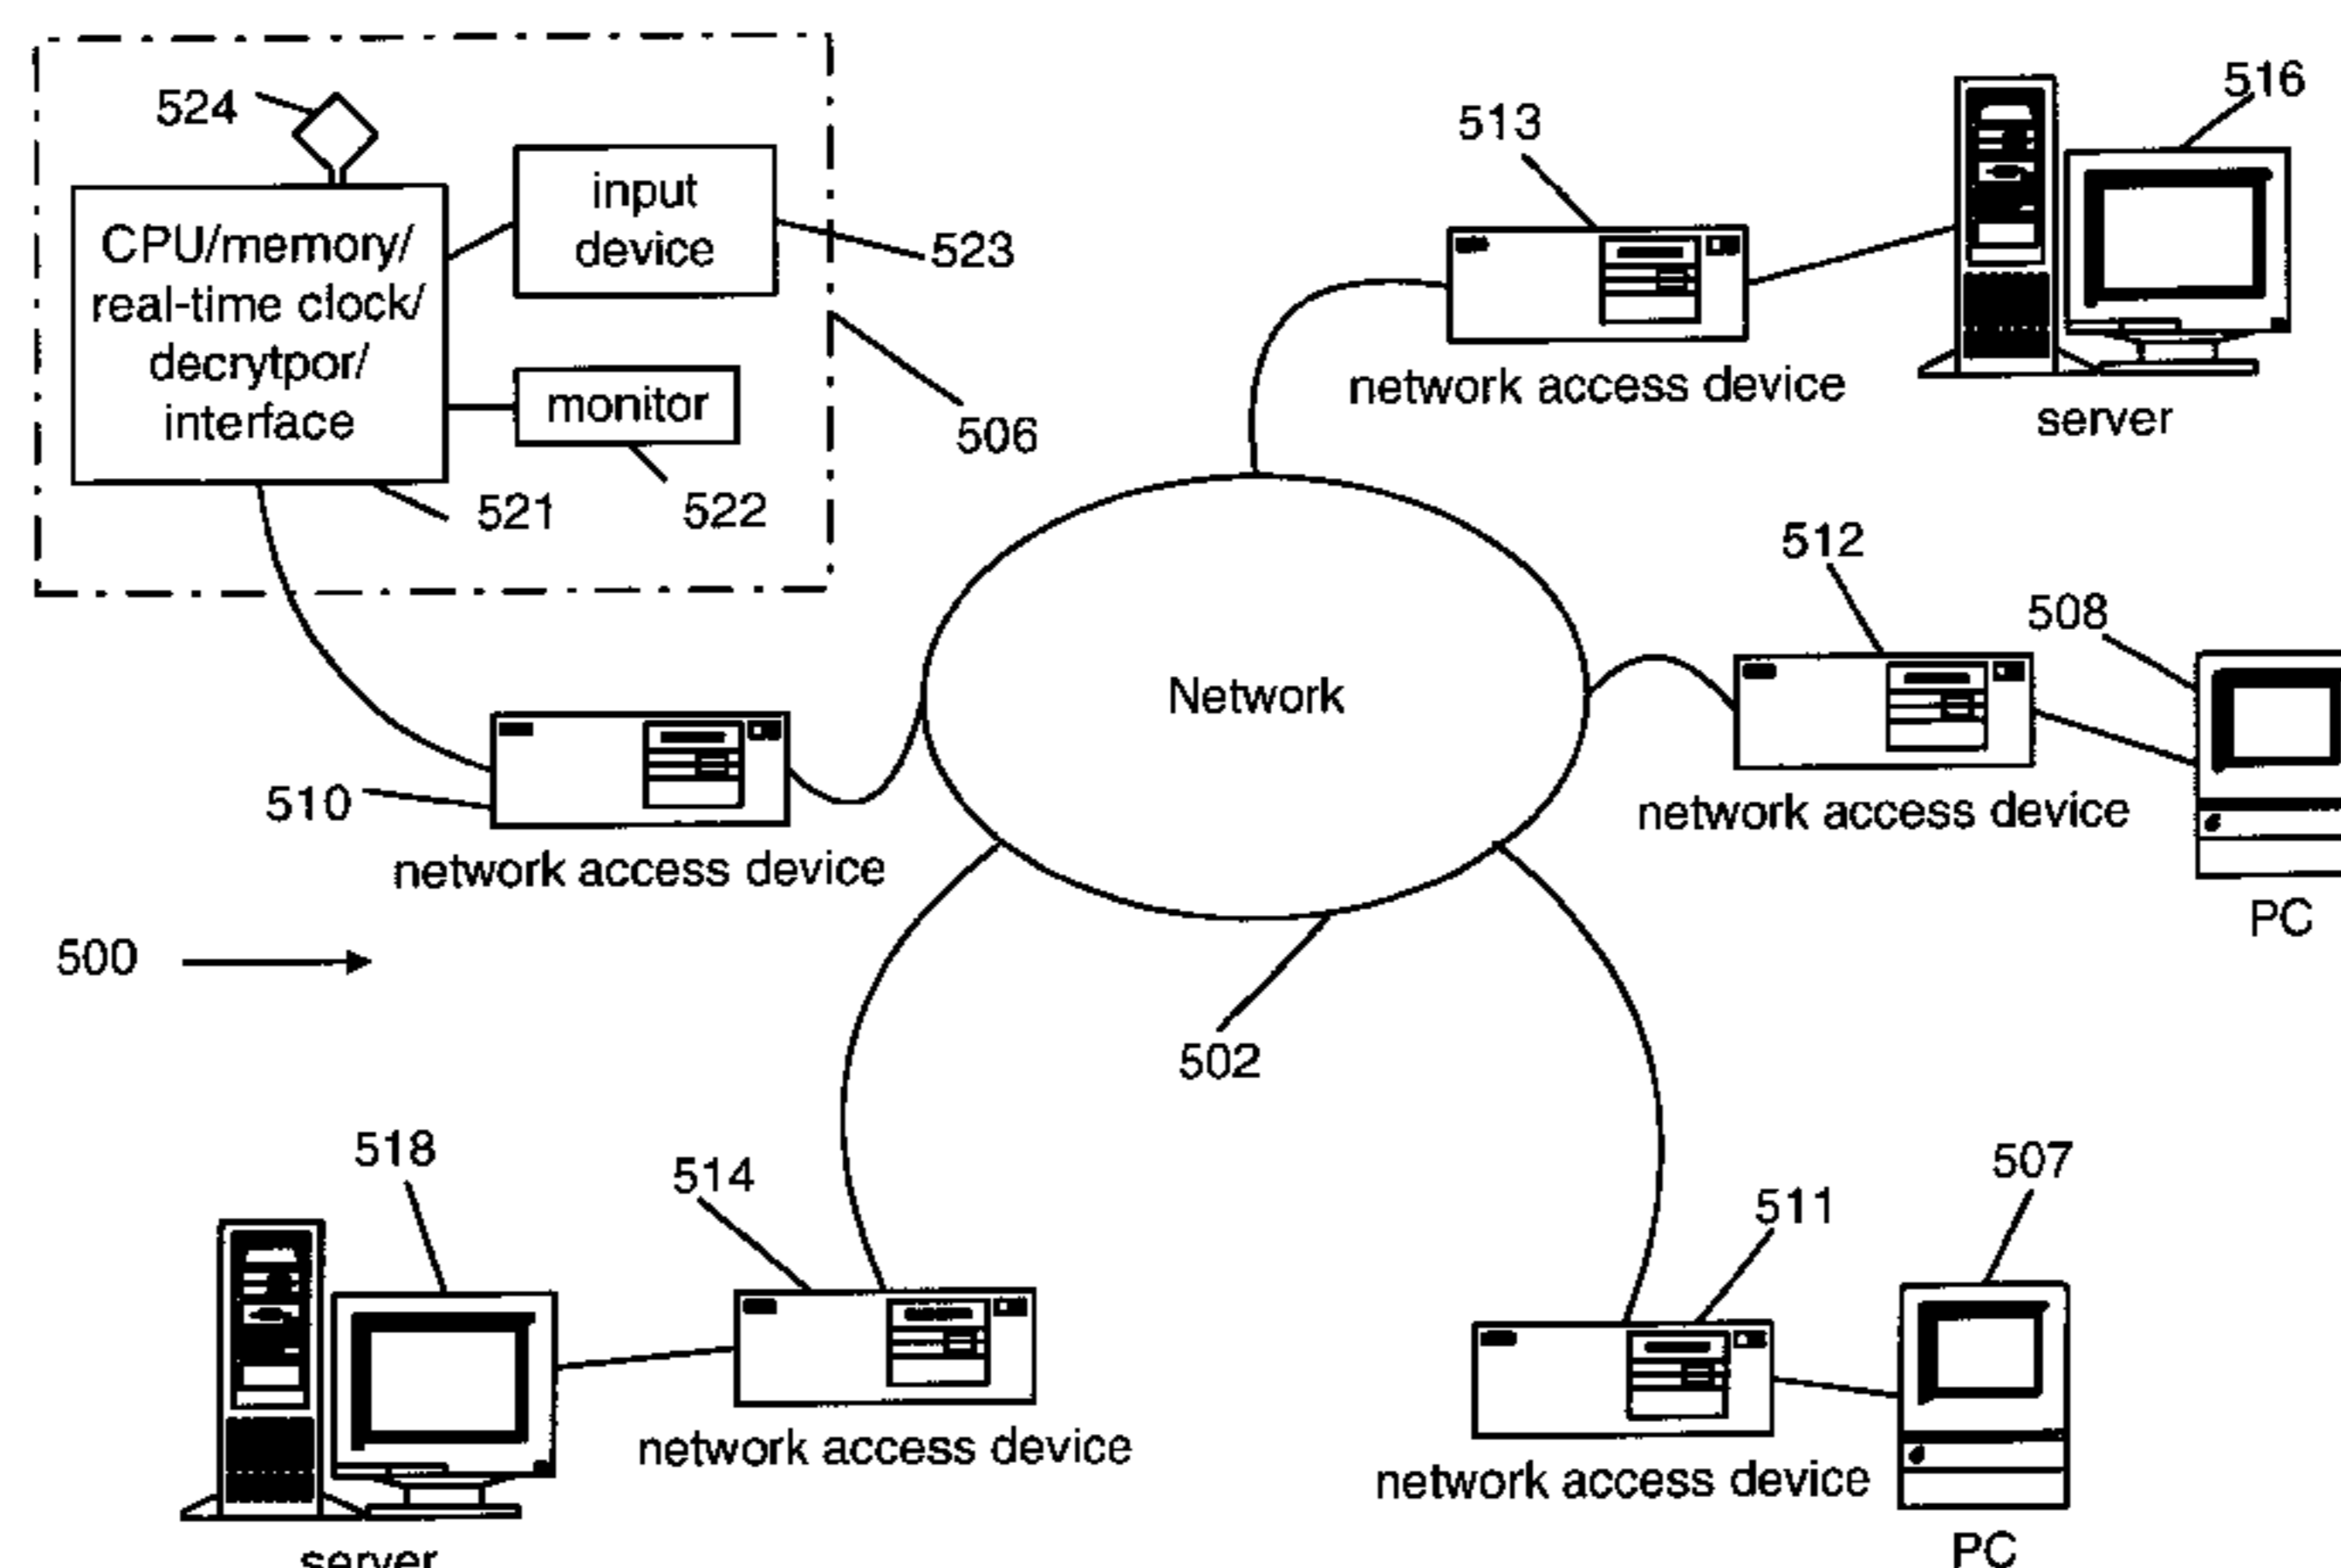 524
input
device
CPU/memory/
real-time clock/
decrytpor/
interface
523
monitor
506
521
522
513
516
network access device
server
512
508
Network
510
network access device
network access device
PC
500
502
518
514
507
511
network access device
network access device
server
PC